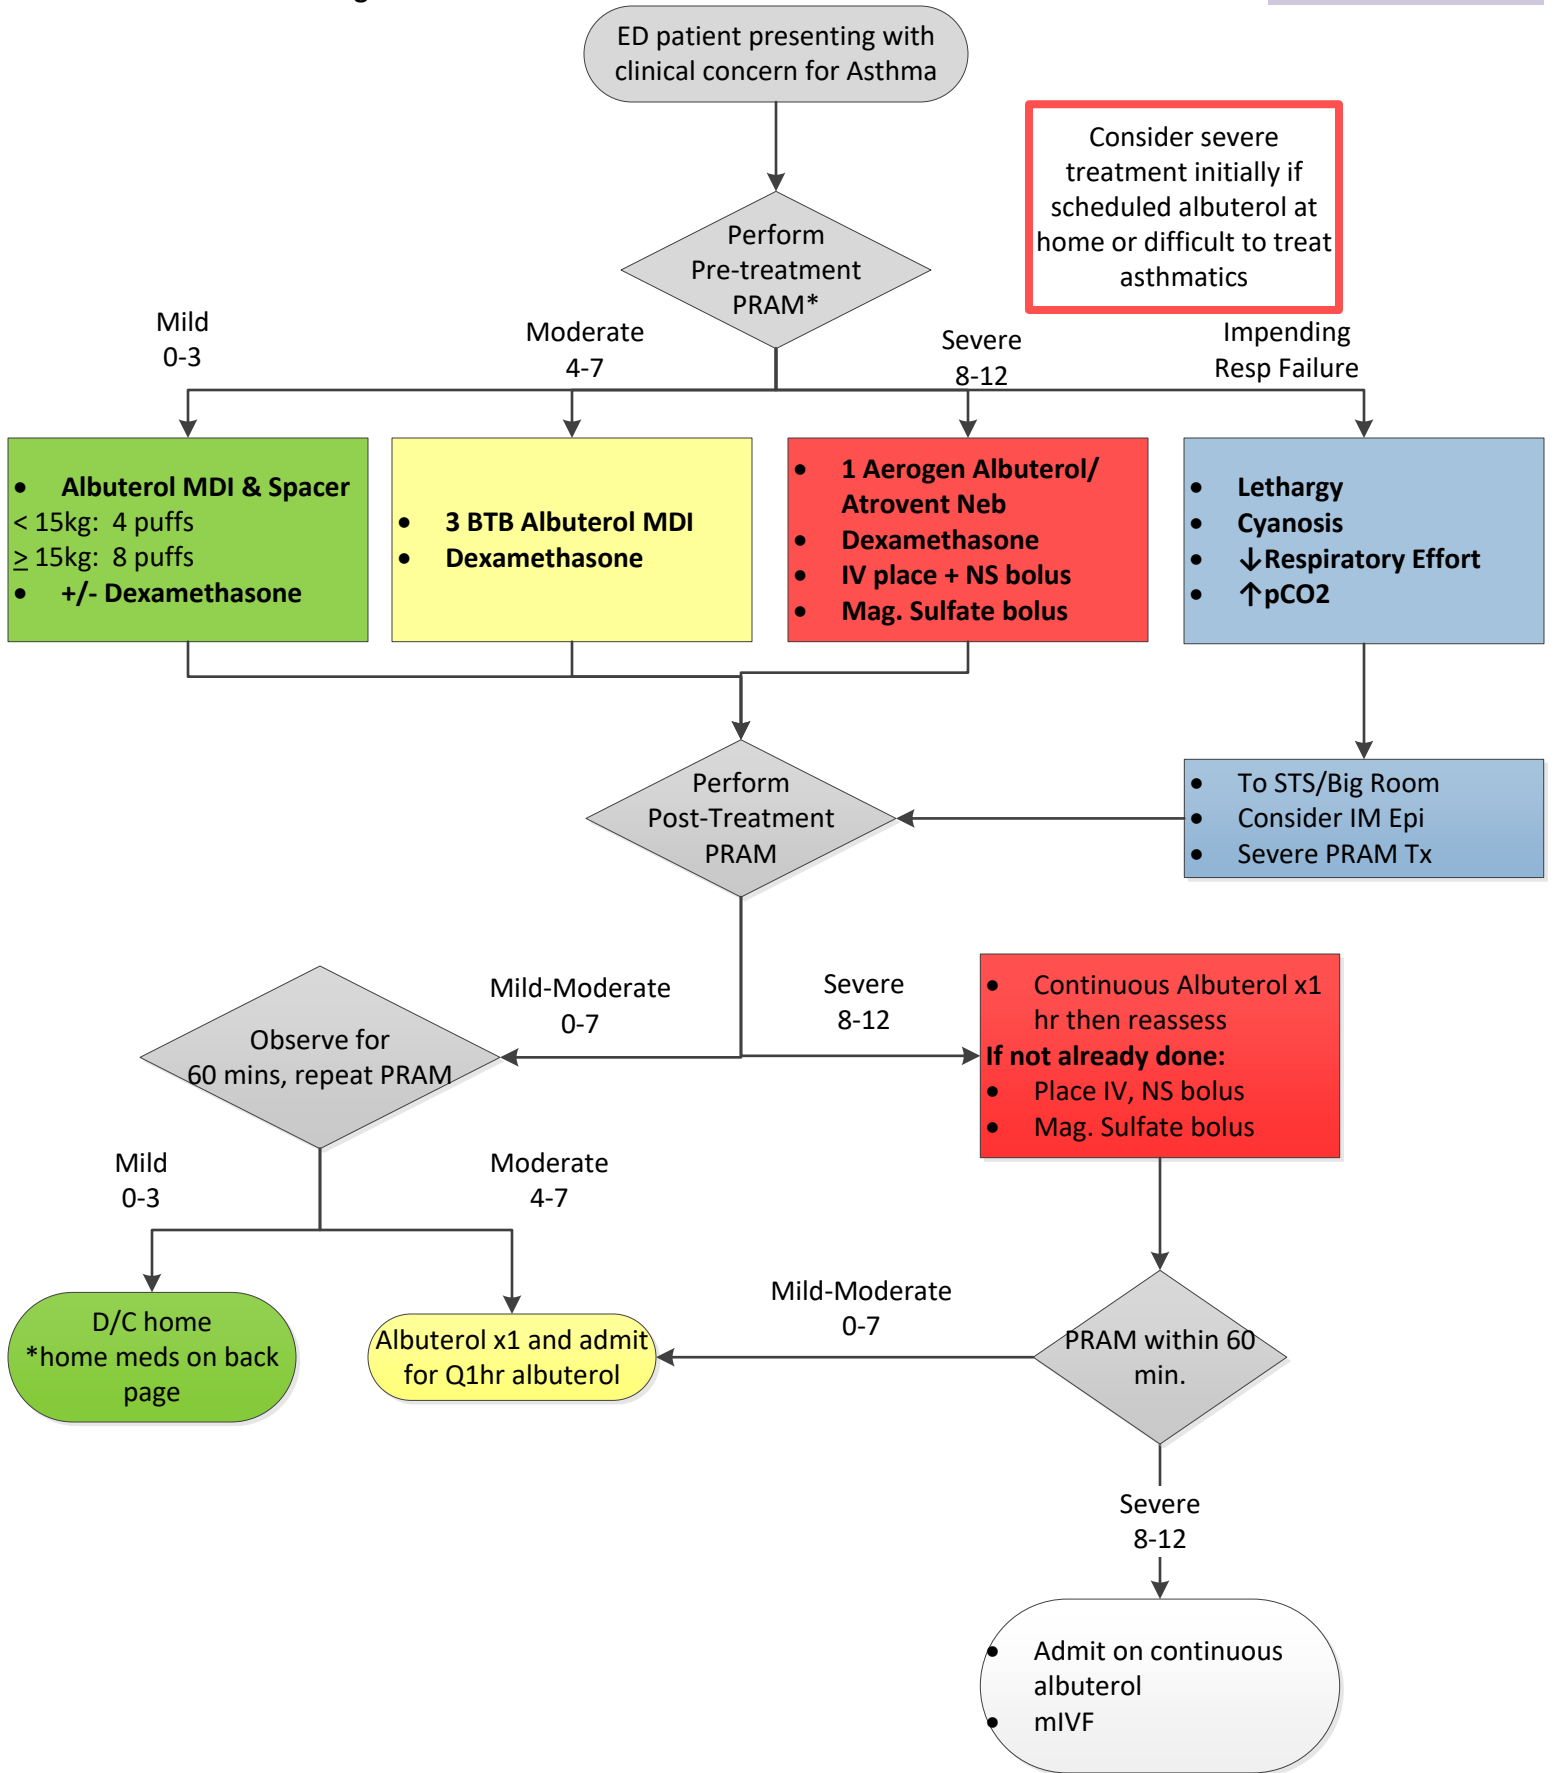 ED patient presenting with
clinical concern for Asthma
Consider severe
treatment initially if
scheduled albuterol at
home or difficult to treat
asthmatics
Perform
Pre-treatment
PRAM*
Mild
0-3
Moderate
4-7
Severe
8-12
Impending
Resp Failure
• Albuterol MDI & Spacer
< 15kg: 4 puffs
≥ 15kg: 8 puffs
• +/- Dexamethasone
• 3 BTB Albuterol MDI
• Dexamethasone
• 1 Aerogen Albuterol/
Atrovent Neb
• Dexamethasone
• IV place + NS bolus
• Mag. Sulfate bolus
• Lethargy
• Cyanosis
• ↓Respiratory Effort
• ↑pCO2
Perform
Post-Treatment
PRAM
• To STS/Big Room
• Consider IM Epi
• Severe PRAM Tx
Mild-Moderate
0-7
Severe
8-12
Observe for
60 mins, repeat PRAM
• Continuous Albuterol x1
hr then reassess
If not already done:
• Place IV, NS bolus
• Mag. Sulfate bolus
Mild
0-3
Moderate
4-7
D/C home
*home meds on back
page
Albuterol x1 and admit
for Q1hr albuterol
Mild-Moderate
0-7
PRAM within 60
min.
Severe
8-12
• Admit on continuous
albuterol
• mIVF